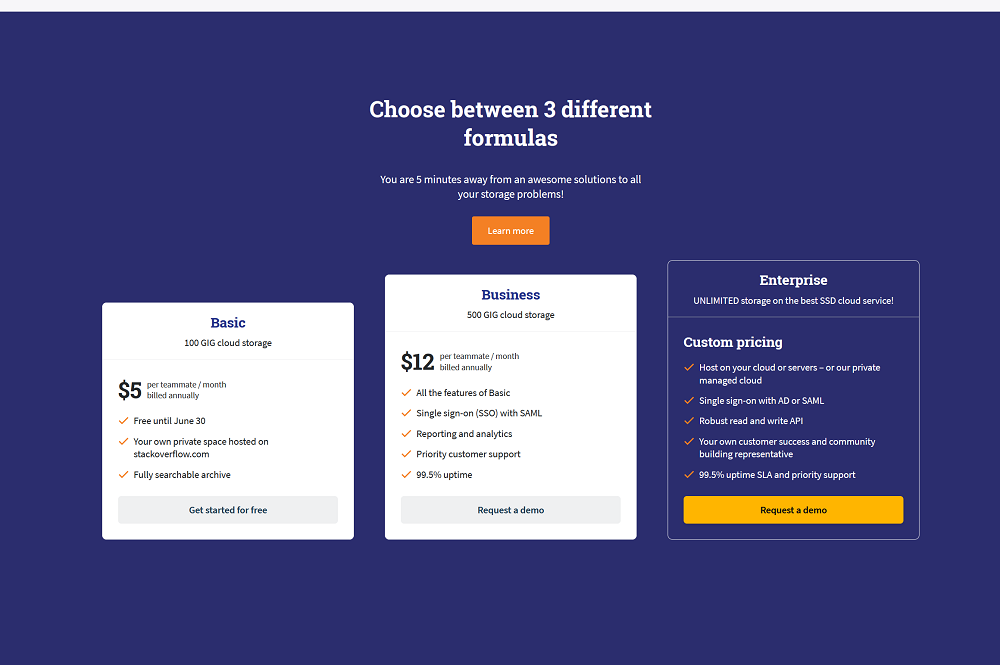 Choose between 3 different
formulas
You are 5 minutes away from an awesome solutions to all
your storage problems!
Learn more
Basic
100 GIG cloud storage
$5
per teammate / month
billed annually
Free until June 30
Your own private space hosted on
stackoverflow.com
Fully searchable archive
Get started for free
Business
500 GIG cloud storage
$12
per teammate / month
billed annually
All the features of Basic
Single sign-on (SSO) with SAML
Reporting and analytics
Priority customer support
99.5% uptime
Request a demo
Enterprise
UNLIMITED storage on the best SSD cloud service!
Custom pricing
Host on your cloud or servers – or our private
managed cloud
Single sign-on with AD or SAML
Robust read and write API
Your own customer success and community
building representative
99.5% uptime SLA and priority support
Request a demo